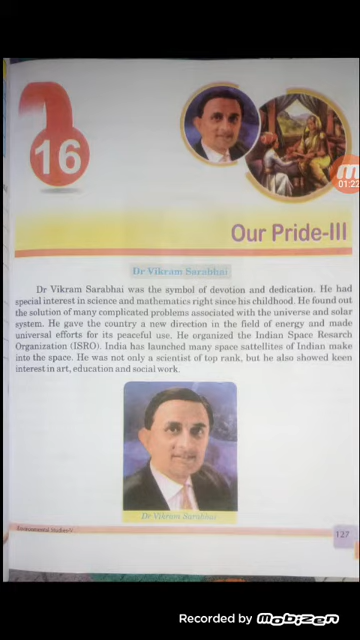 16
01:22
Our Pride-III
Dr Vikram Sarabhai
Dr Vikram Sarabhai was the symbol of devotion and dedication. He had
special interest in science and mathematics right since his childhood. He found out
the solution of many complicated problems associated with the universe and solar
system. He gave the country a new direction in the field of energy and made
universal efforts for its peaceful use. He organized the Indian Space Resarch
Organization (ISRO). India has launched many space sattellites of Indian make
into the space. He was not only a scientist of top rank, but he also showed keen
interest in art, education and social work.
Dr Vikram Sarabhai
Environmental Studies-V
127
Recorded by Mobizen